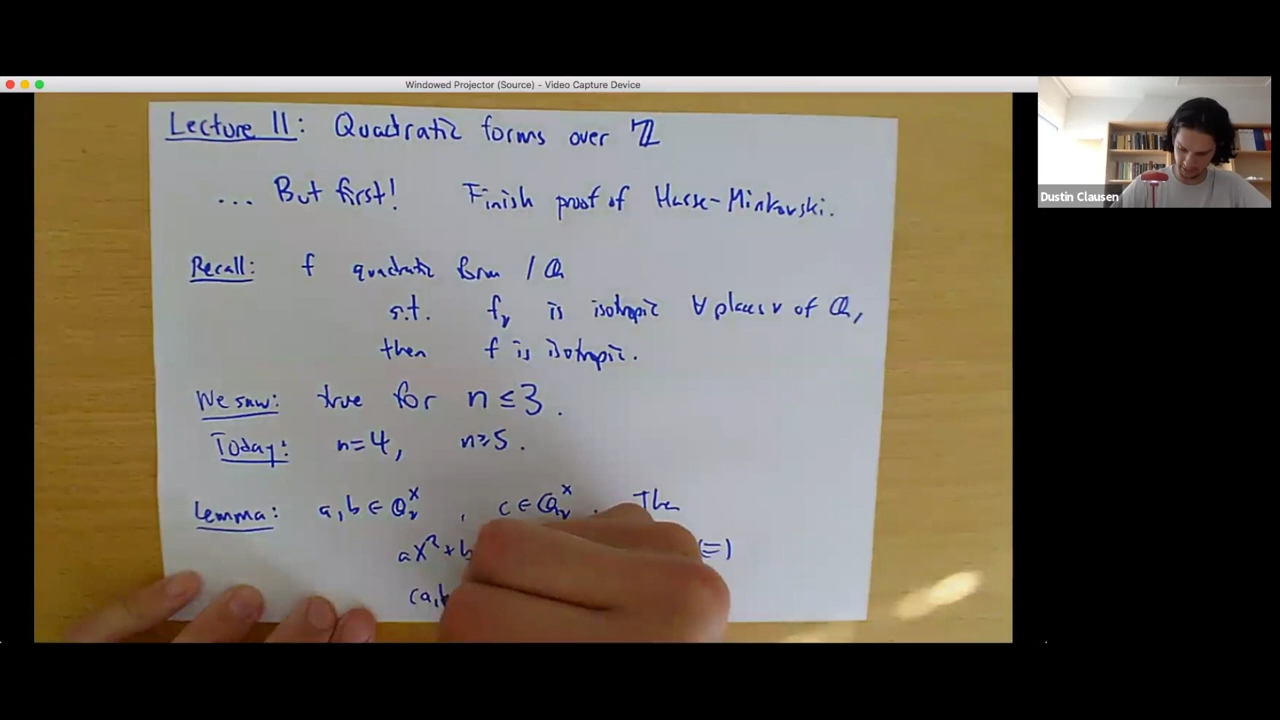 Windowed Projector (Source) - Video Capture Device
Lecture 11: Quadratic forms over ℤ
... But first! Finish proof of Hasse-Minkowski.
Dustin Clausen
Recall: f quadratic form / ℚ
s.t. f_v is isotropic ∀ places v of ℚ,
then f is isotropic.
We saw: true for n ≤ 3.
Today: n=4, n≥5.
Lemma: a,b ∈ ℚ_v^×, c ∈ ℚ_v^×. Then
aX²+b
(a,b